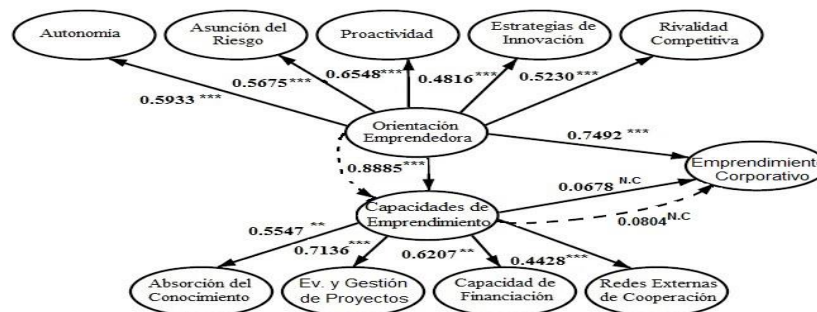 Autonomía
Asunción del
Riesgo
Proactividad
Estrategias de
Innovación
Rivalidad
Competitiva
0.5933 ***
0.5675 ***
0.6548 ***
0.4816 ***
0.5230 ***
Orientación
Emprendedora
0.7492 ***
0.8885 ***
Emprendimiento
Corporativo
0.0678 N.C
Capacidades de
Emprendimiento
0.0804 N.C
0.5547 **
0.7136 ***
0.6207 **
0.4428 ***
Absorción del
Conocimiento
Ev. y Gestión
de Proyectos
Capacidad de
Financiación
Redes Externas
de Cooperación